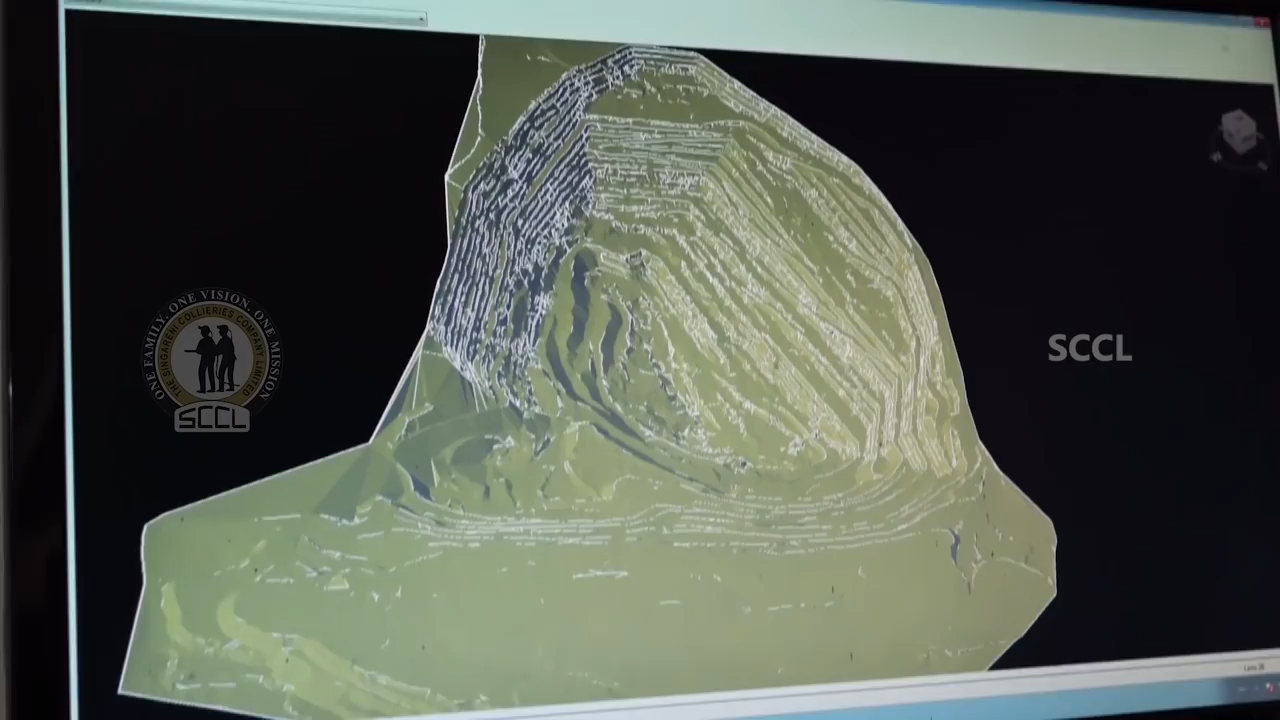 ONE FAMILY, ONE VISION, ONE MISSION
THE SINGARENI COLLIERIES COMPANY LIMITED
SCCL
SCCL